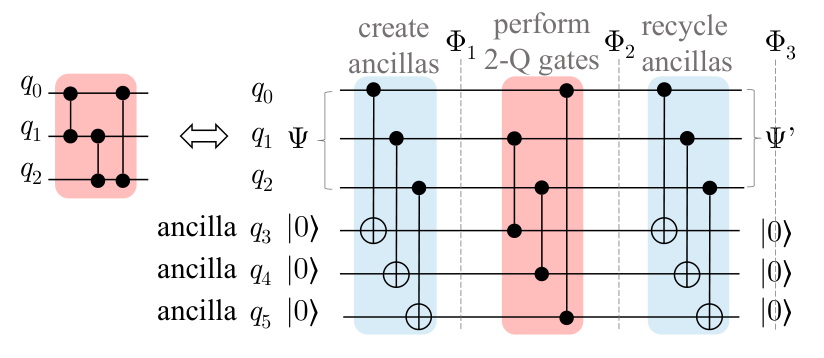 create
ancillas
Φ1
perform
2-Q gates
Φ2
recycle
ancillas
Φ3
q0
q1
q2
q0
q1
q2
Ψ
Ψ'
ancilla q3 |0⟩ |0⟩
ancilla q4 |0⟩ |0⟩
ancilla q5 |0⟩ |0⟩